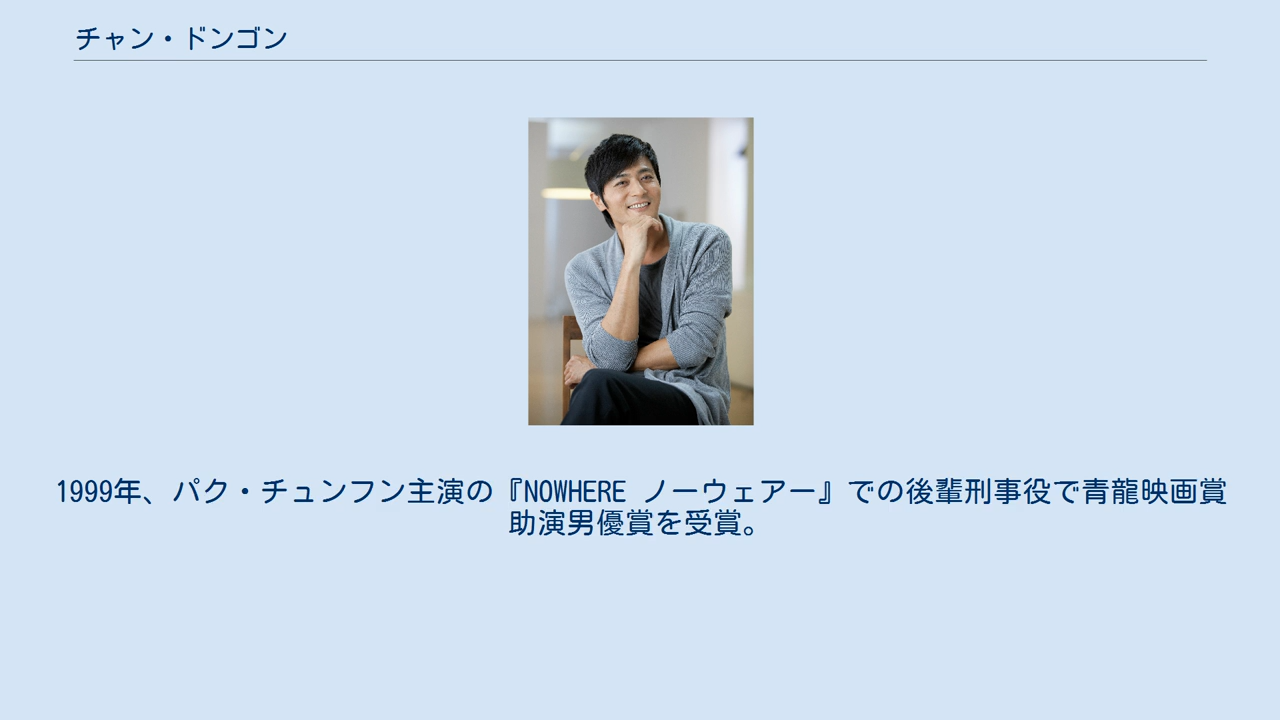 チャン・ドンゴン
1999年、パク・チュンフン主演の『NOWHERE ノーウェアー』での後輩刑事役で青龍映画賞
助演男優賞を受賞。